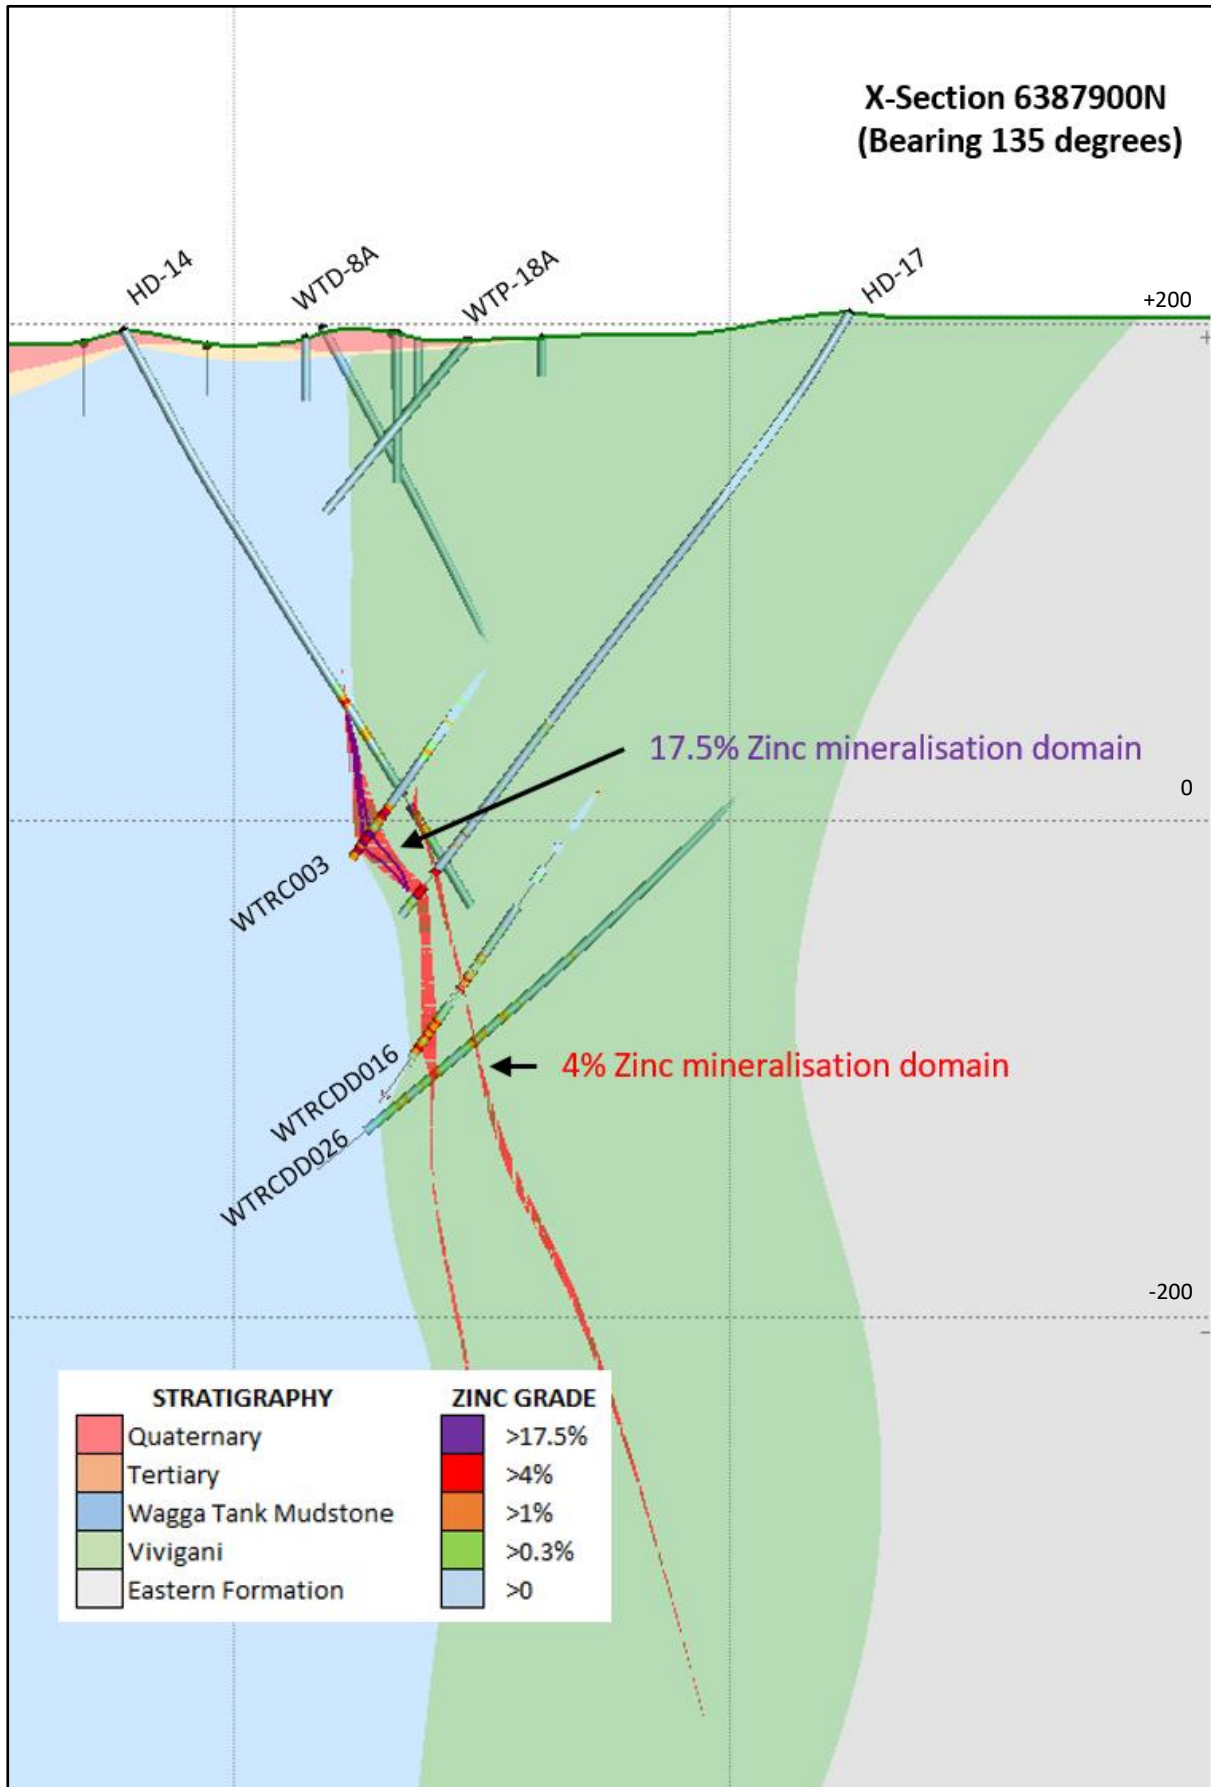 X-Section 6387900N
(Bearing 135 degrees)
HD-14
WTD-8A
WTP-18A
HD-17
+200
17.5% Zinc mineralisation domain
0
WTRC003
WTRCDD016
4% Zinc mineralisation domain
WTRCDD026
-200
STRATIGRAPHY
Quaternary
Tertiary
Wagga Tank Mudstone
Vivigani
Eastern Formation
ZINC GRADE
>17.5%
>4%
>1%
>0.3%
>0